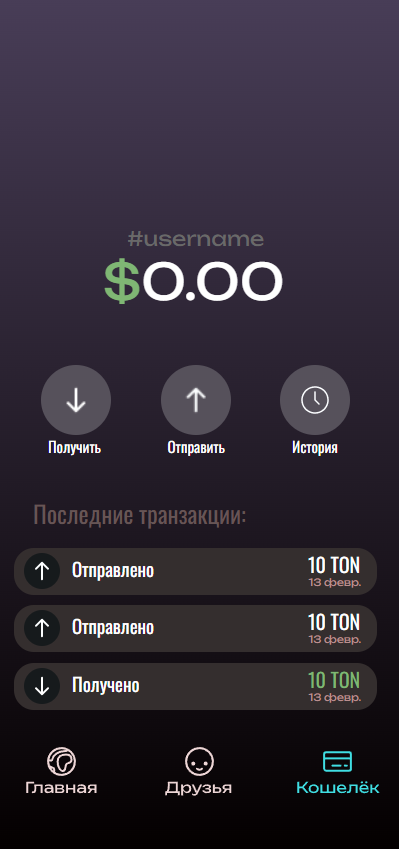 #username
$0.00
Получить Отправить История
Последние транзакции:
Отправлено 10 TON
13 февр.
Отправлено 10 TON
13 февр.
Получено 10 TON
13 февр.
Главная Друзья Кошелёк